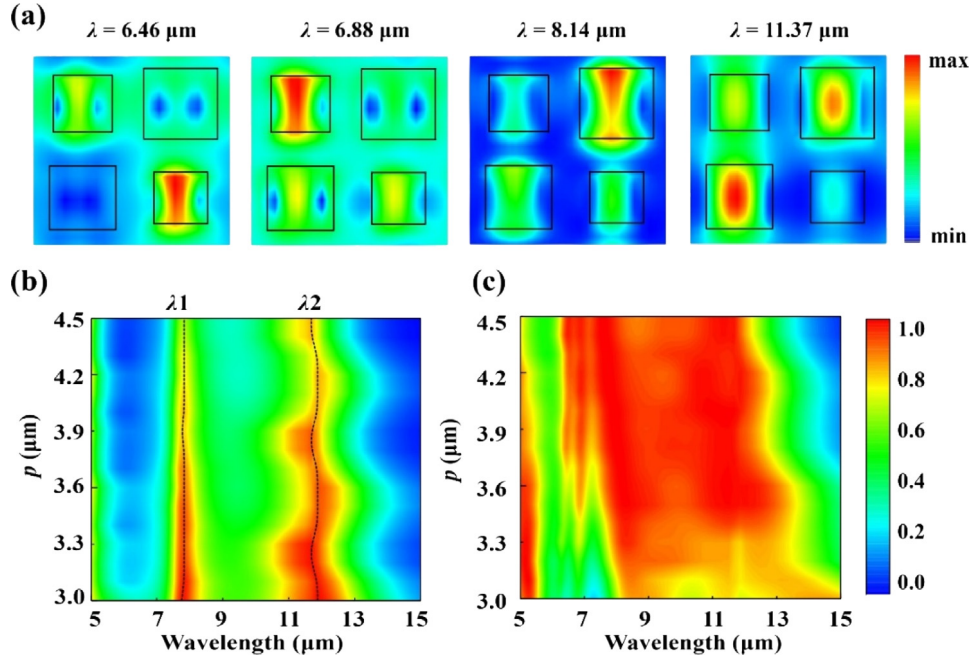 (a)
λ = 6.46 μm
λ = 6.88 μm
λ = 8.14 μm
λ = 11.37 μm
max
min
(b)
λ1
λ2
4.5
4.2
3.9
3.6
3.3
3.0
p (μm)
5 7 9 11 13 15
Wavelength (μm)
(c)
4.5
4.2
3.9
3.6
3.3
3.0
p (μm)
5 7 9 11 13 15
Wavelength (μm)
1.0
0.8
0.6
0.4
0.2
0.0